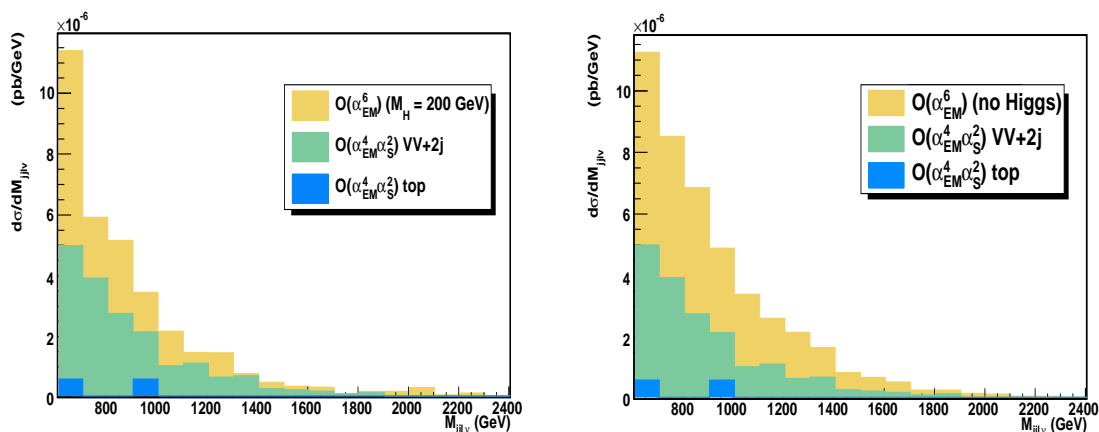 ×10⁻⁶
dσ/dM_jjlν (pb/GeV)
10
8
6
4
2
0
O(α_EM^6) (M_H = 200 GeV)
O(α_EM^4 α_S^2) VV+2j
O(α_EM^4 α_S^2) top
800 1000 1200 1400 1600 1800 2000 2200 2400
M_jjlν (GeV)
×10⁻⁶
dσ/dM_jjlν (pb/GeV)
10
8
6
4
2
0
O(α_EM^6) (no Higgs)
O(α_EM^4 α_S^2) VV+2j
O(α_EM^4 α_S^2) top
800 1000 1200 1400 1600 1800 2000 2200 2400
M_jjlν (GeV)